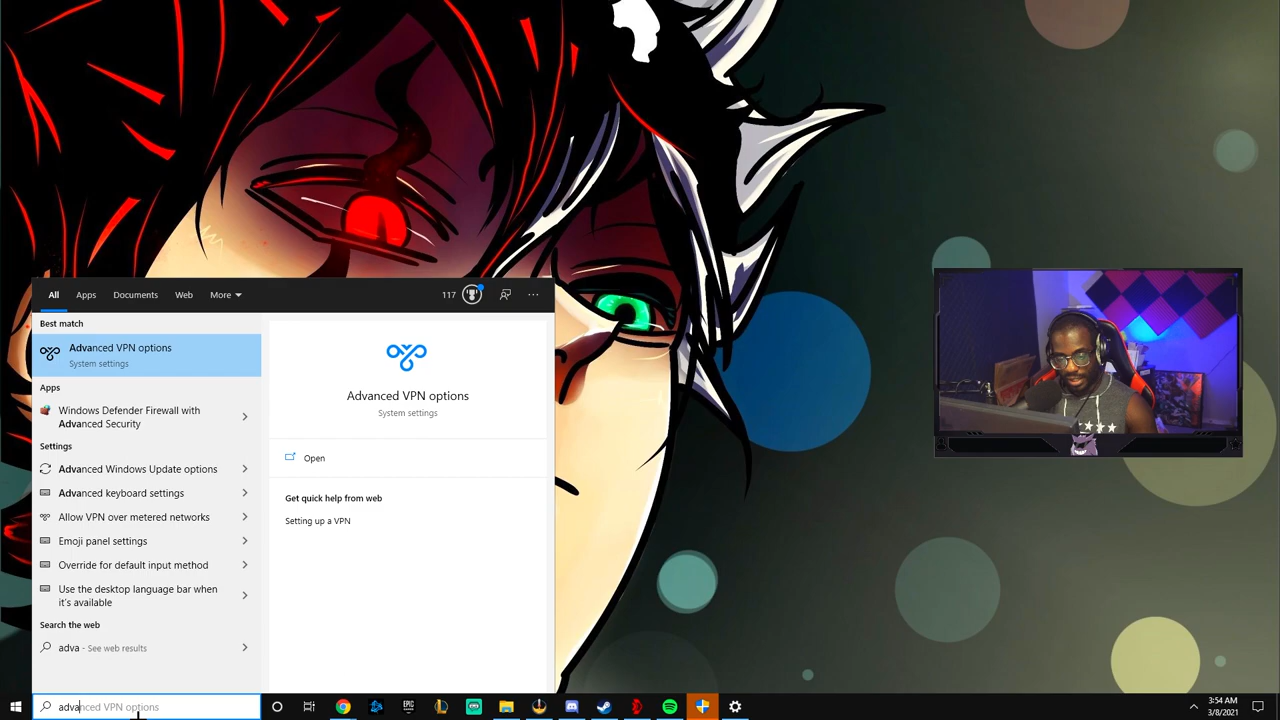 All
Apps
Documents
Web
More
117
Best match
Advanced VPN options
System settings
Apps
Windows Defender Firewall with
Advanced Security
Settings
Advanced Windows Update options
Advanced keyboard settings
Allow VPN over metered networks
Emoji panel settings
Override for default input method
Use the desktop language bar when
it's available
Search the web
adva - See web results
Advanced VPN options
System settings
Open
Get quick help from web
Setting up a VPN
advanced VPN options
EPIC
3:54 AM
3/8/2021